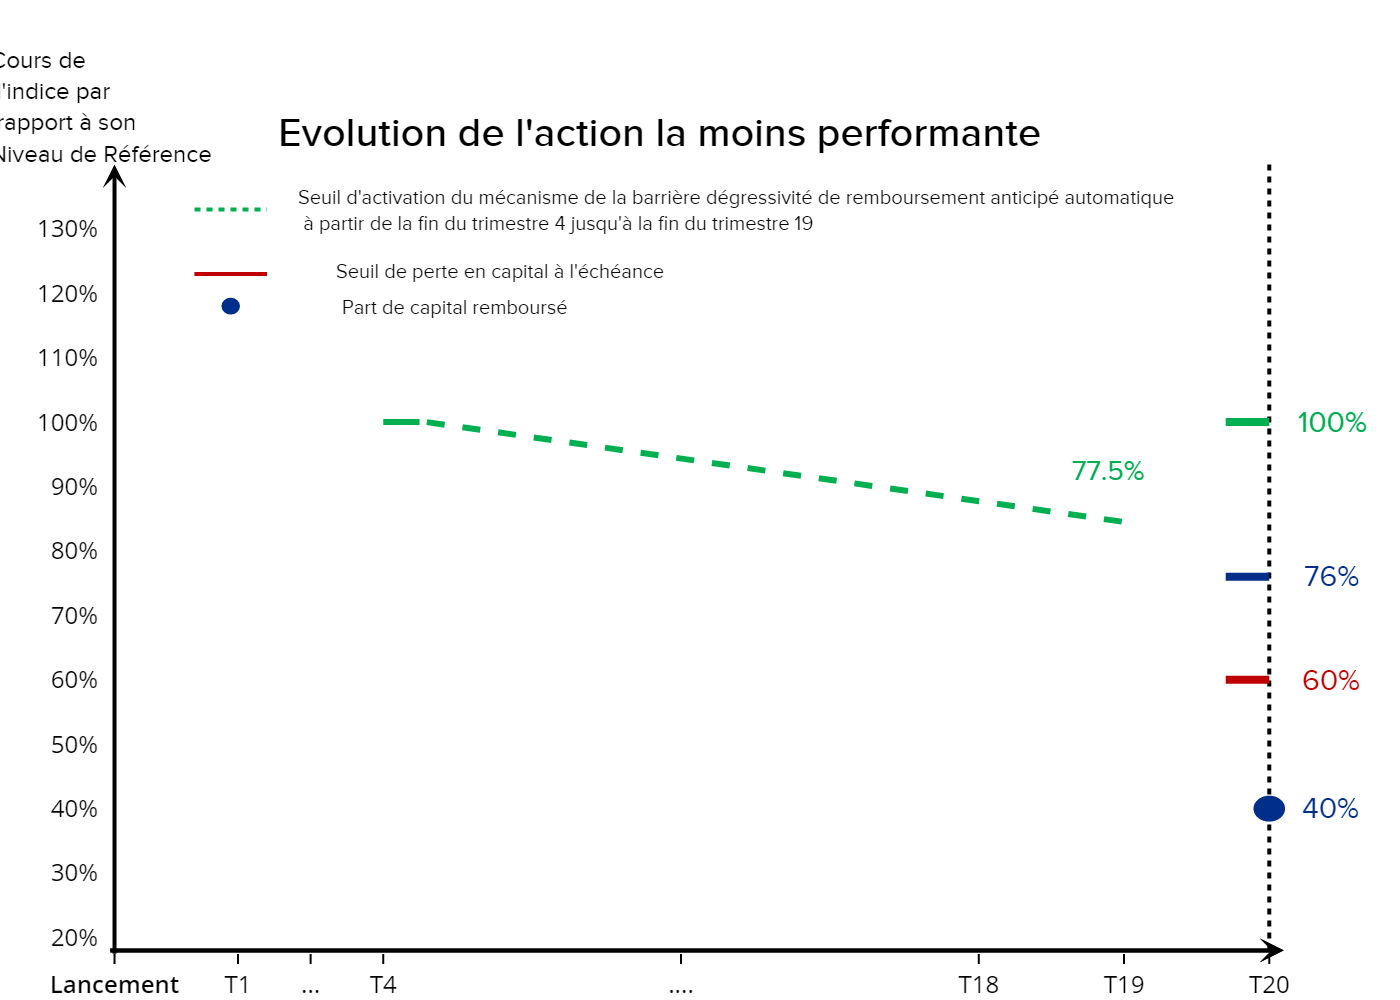 Cours de
l'indice par
rapport à son
Niveau de Référence
Evolution de l'action la moins performante
Seuil d'activation du mécanisme de la barrière dégressivité de remboursement anticipé automatique
à partir de la fin du trimestre 4 jusqu'à la fin du trimestre 19
Seuil de perte en capital à l'échéance
Part de capital remboursé
130%
120%
110%
100%
90%
80%
70%
60%
50%
40%
30%
20%
77.5%
100%
76%
60%
40%
Lancement T1 ... T4 .... T18 T19 T20